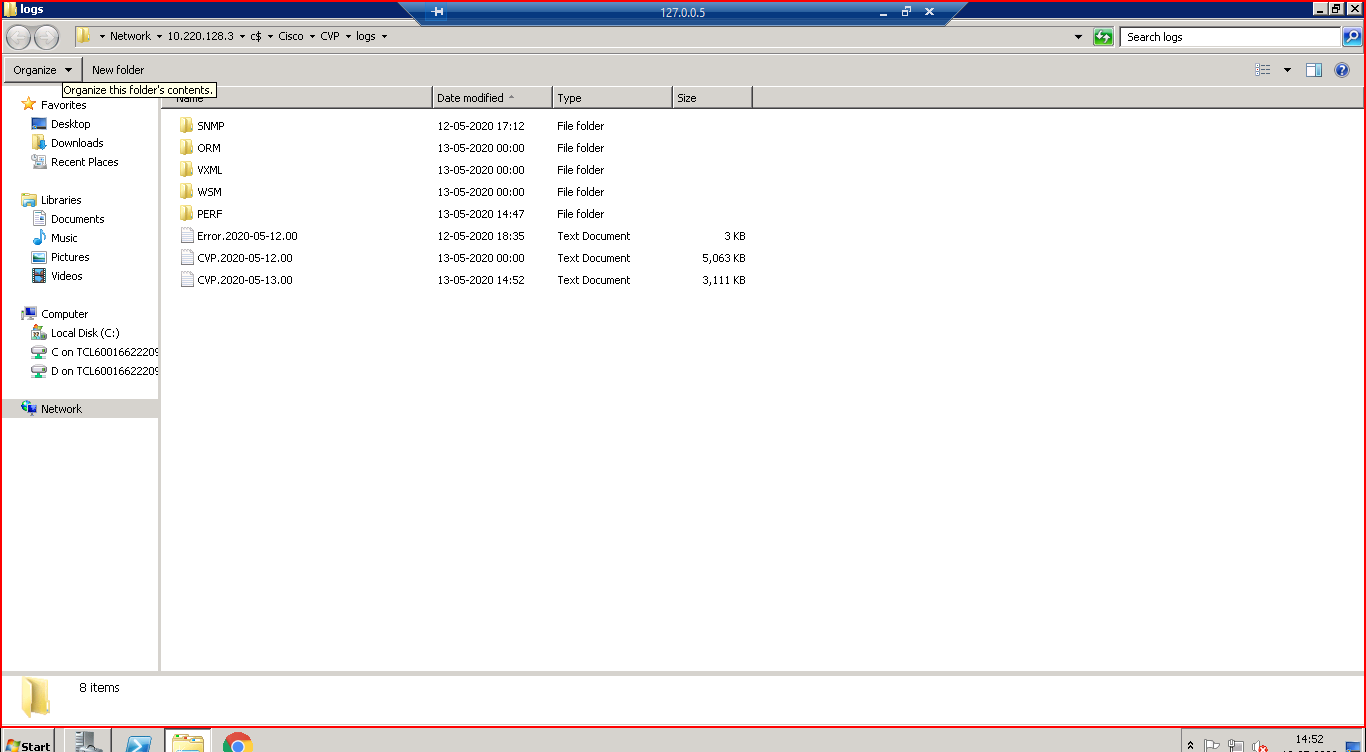 logs
127.0.0.5
Network 10.220.128.3 c$ Cisco CVP logs
Search logs
Organize New folder
Organize this folder's contents.
Date modified Type Size
Favorites
Desktop
Downloads
Recent Places
Libraries
Documents
Music
Pictures
Videos
Computer
Local Disk (C:)
C on TCL6001662220
D on TCL6001662220
Network
SNMP 12-05-2020 17:12 File folder
ORM 13-05-2020 00:00 File folder
VXML 13-05-2020 00:00 File folder
WSM 13-05-2020 00:00 File folder
PERF 13-05-2020 14:47 File folder
Error.2020-05-12.00 12-05-2020 18:35 Text Document 3 KB
CVP.2020-05-12.00 13-05-2020 00:00 Text Document 5,063 KB
CVP.2020-05-13.00 13-05-2020 14:52 Text Document 3,111 KB
8 items
Start
14:52